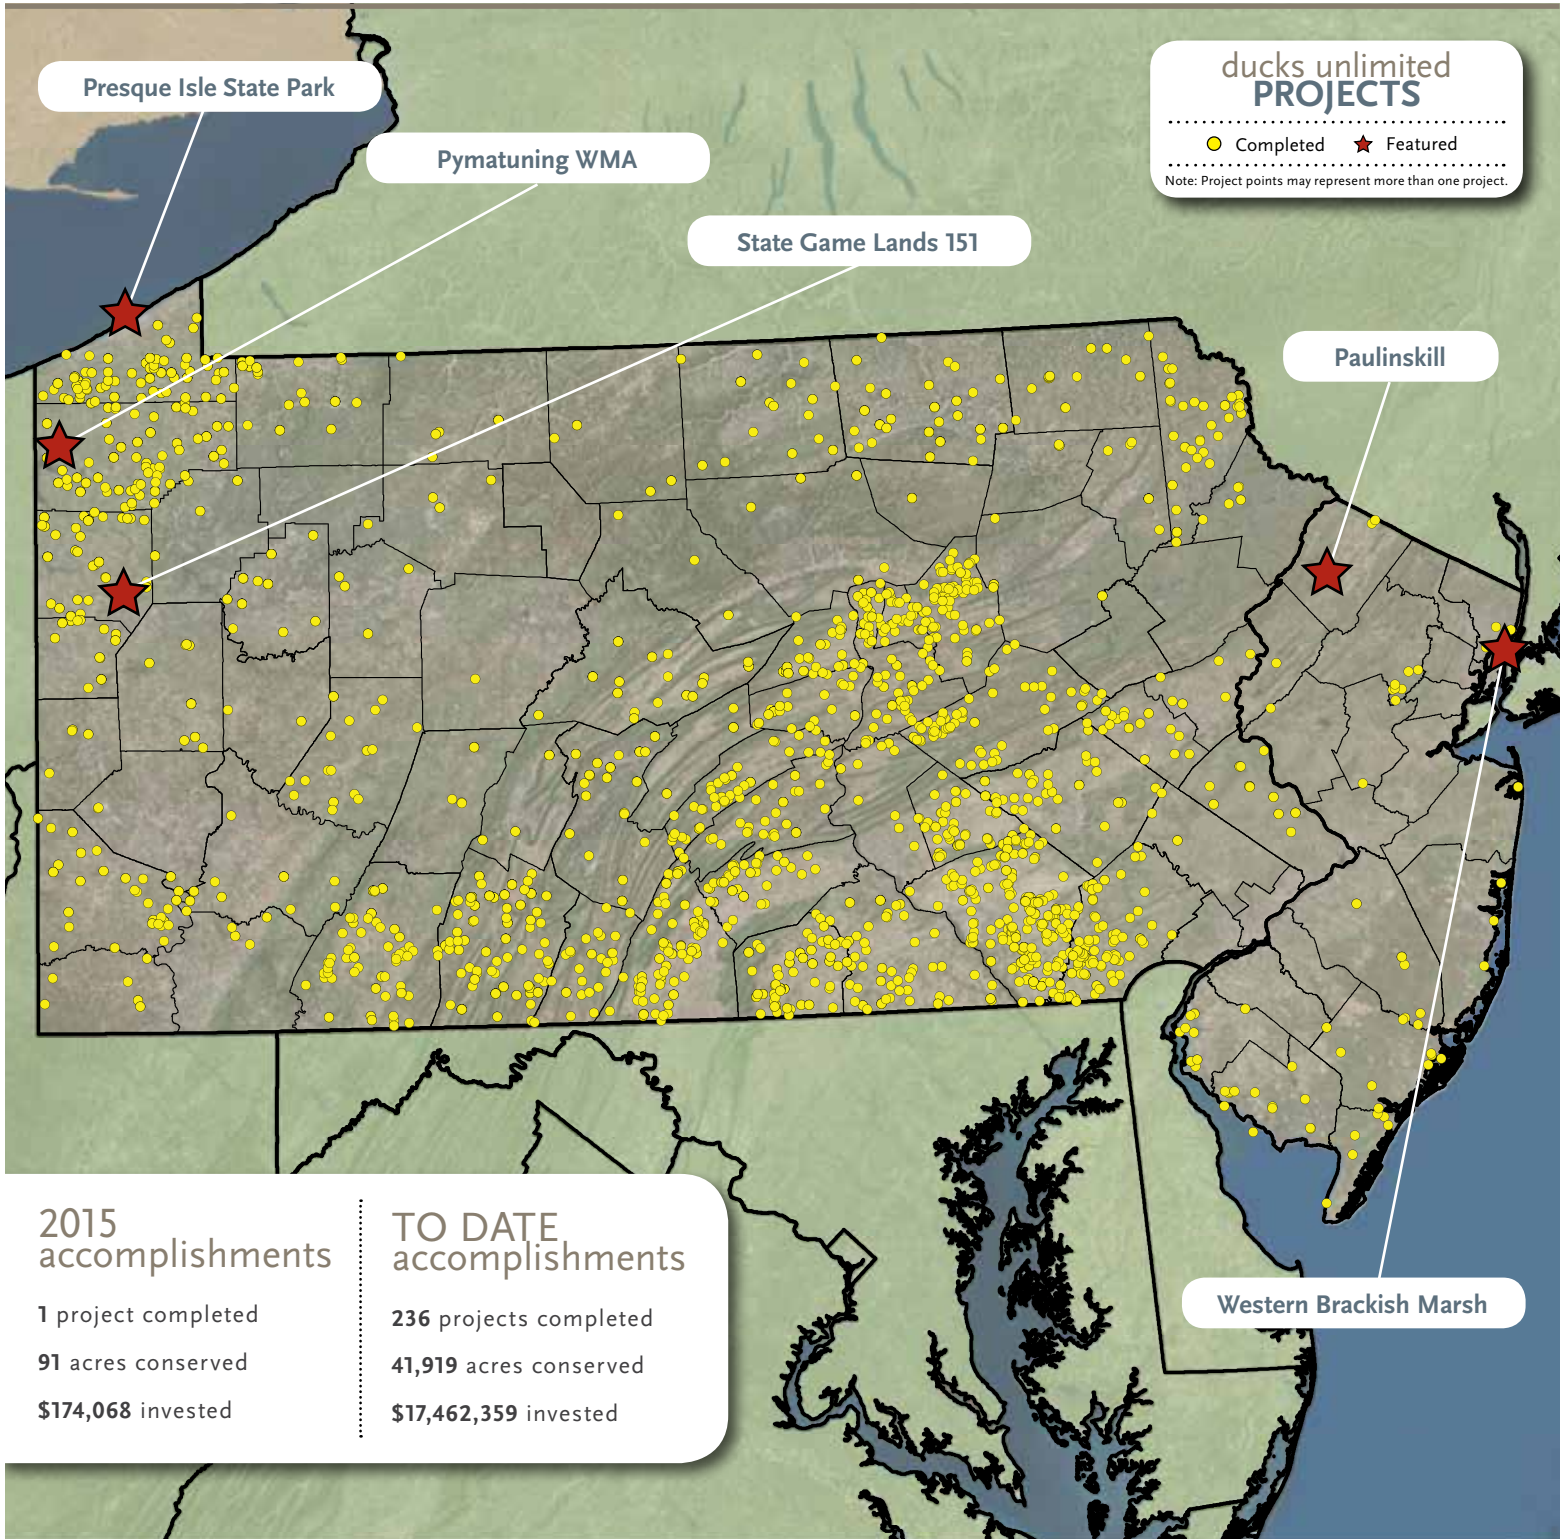 Presque Isle State Park
Pymatuning WMA
State Game Lands 151
ducks unlimited
PROJECTS
Completed
Featured
Note: Project points may represent more than one project.
Paulinskill
Western Brackish Marsh
2015
accomplishments
1 project completed
91 acres conserved
$174,068 invested
TO DATE
accomplishments
236 projects completed
41,919 acres conserved
$17,462,359 invested